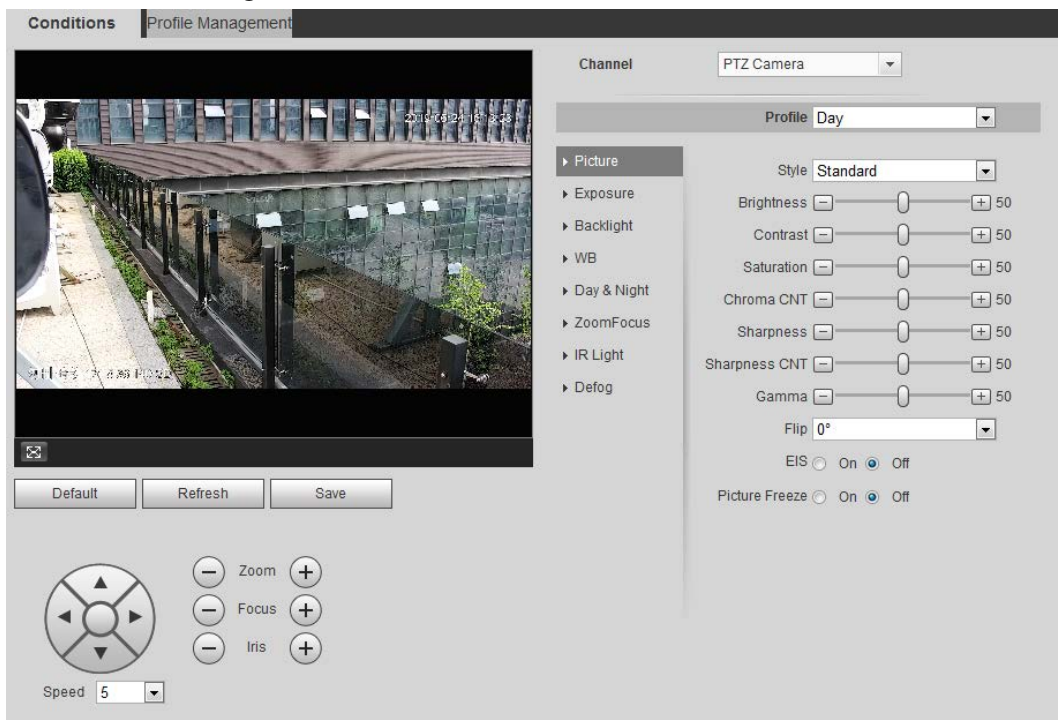 Conditions Profile Management
Channel PTZ Camera
Profile Day
Picture
Exposure
Backlight
WB
Day & Night
ZoomFocus
IR Light
Defog
Style Standard
Brightness 50
Contrast 50
Saturation 50
Chroma CNT 50
Sharpness 50
Sharpness CNT 50
Gamma 50
Flip 0°
EIS On Off
Picture Freeze On Off
Default Refresh Save
Zoom
Focus
Iris
Speed 5